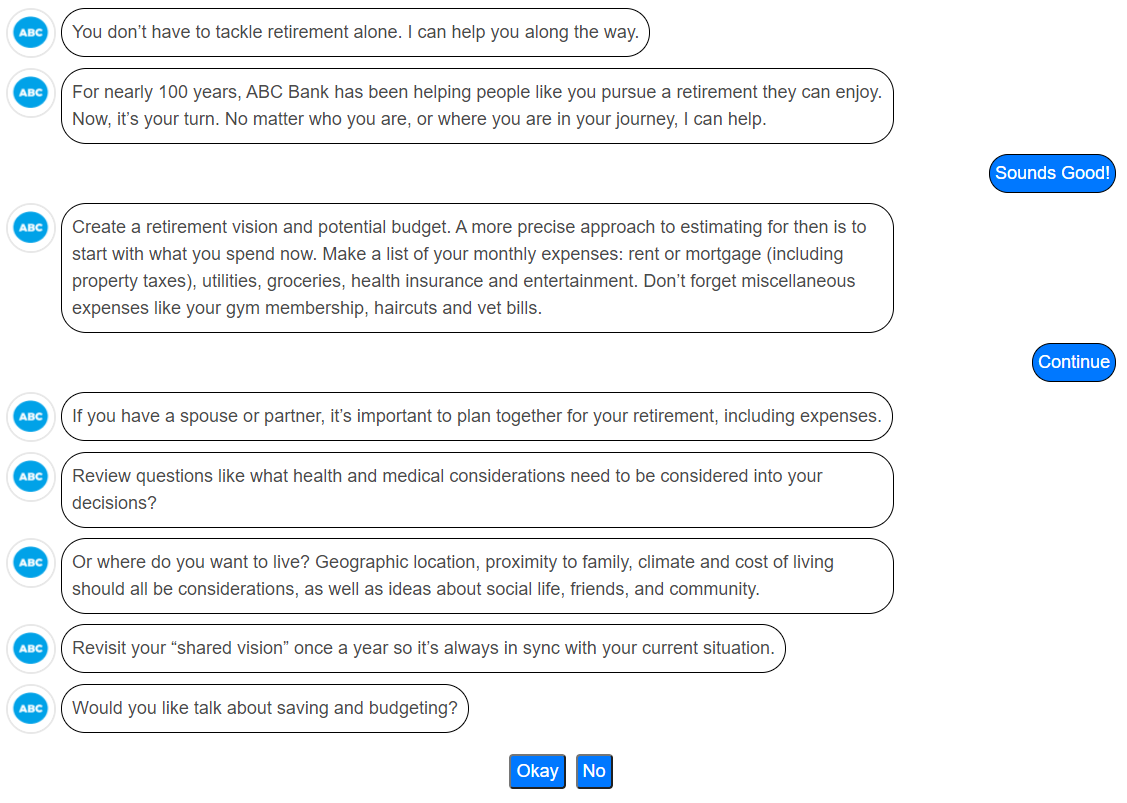 ABC
You don’t have to tackle retirement alone. I can help you along the way.
ABC
For nearly 100 years, ABC Bank has been helping people like you pursue a retirement they can enjoy.
Now, it’s your turn. No matter who you are, or where you are in your journey, I can help.
Sounds Good!
ABC
Create a retirement vision and potential budget. A more precise approach to estimating for then is to
start with what you spend now. Make a list of your monthly expenses: rent or mortgage (including
property taxes), utilities, groceries, health insurance and entertainment. Don’t forget miscellaneous
expenses like your gym membership, haircuts and vet bills.
Continue
ABC
If you have a spouse or partner, it’s important to plan together for your retirement, including expenses.
ABC
Review questions like what health and medical considerations need to be considered into your
decisions?
ABC
Or where do you want to live? Geographic location, proximity to family, climate and cost of living
should all be considerations, as well as ideas about social life, friends, and community.
ABC
Revisit your “shared vision” once a year so it’s always in sync with your current situation.
ABC
Would you like talk about saving and budgeting?
Okay No